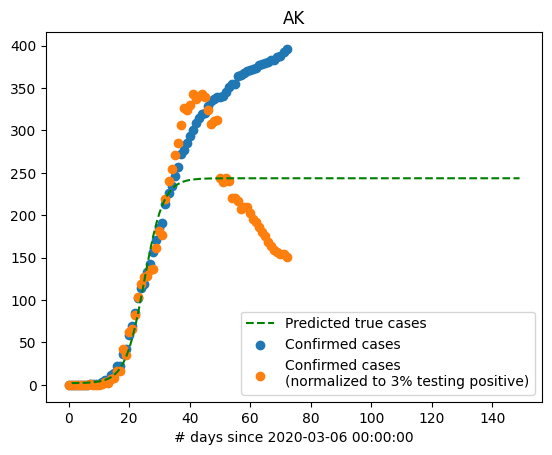 AK
400
350
300
250
200
150
100
50
0
Predicted true cases
Confirmed cases
Confirmed cases
(normalized to 3% testing positive)
0 20 40 60 80 100 120 140
# days since 2020-03-06 00:00:00